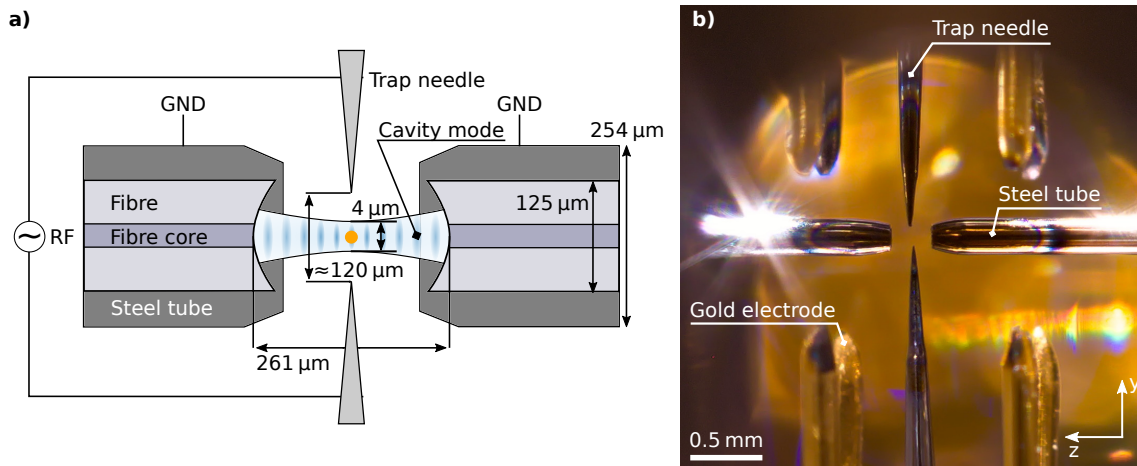 a)
Trap needle
GND
GND
Cavity mode
254 µm
Fibre
4 µm
125 µm
RF
Fibre core
≈120 µm
Steel tube
261 µm
b)
Trap needle
Steel tube
Gold electrode
y
z
0.5 mm